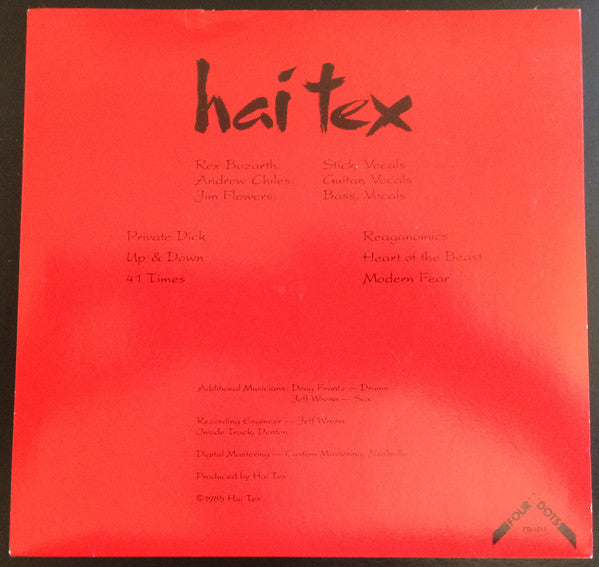 hai tex
Rex Bozarth: Stick, Vocals
Andrew Chiles: Guitar, Vocals
Jim Flowers: Bass, Vocals
Private Dick
Up & Down
41 Times
Reaganomics
Heart of the Beast
Modern Fear
Additional Musicians: Doug Frantz — Drums
Jeff Wrenn — Sax
Recording Engineer — Jeff Wrenn
Inside Track, Denton
Digital Mastering — Custom Mastering, Nashville
Produced by Hai Tex
©1985 Hai Tex
FOUR DOTS